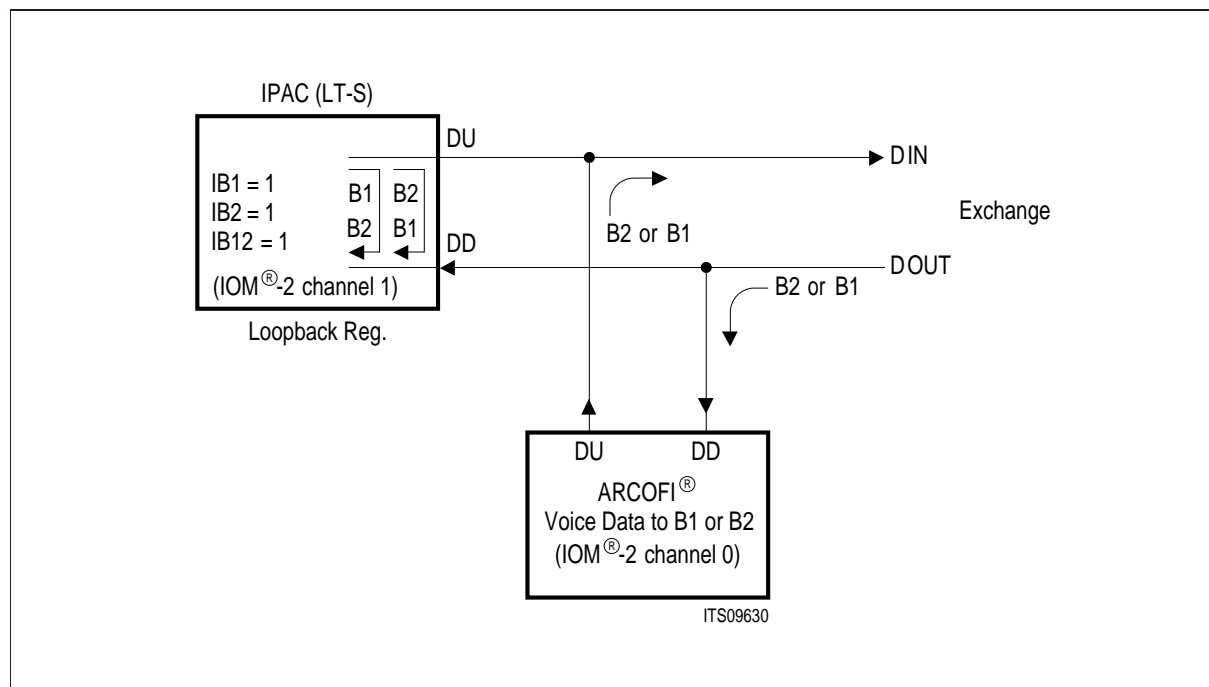 IPAC (LT-S)
DU
DIN
IB1 = 1
IB2 = 1
IB12 = 1
B1
B2
B2
B1
(IOM®-2 channel 1)
DD
B2 or B1
Exchange
DOUT
B2 or B1
Loopback Reg.
DU
DD
ARCOFI®
Voice Data to B1 or B2
(IOM®-2 channel 0)
ITS09630